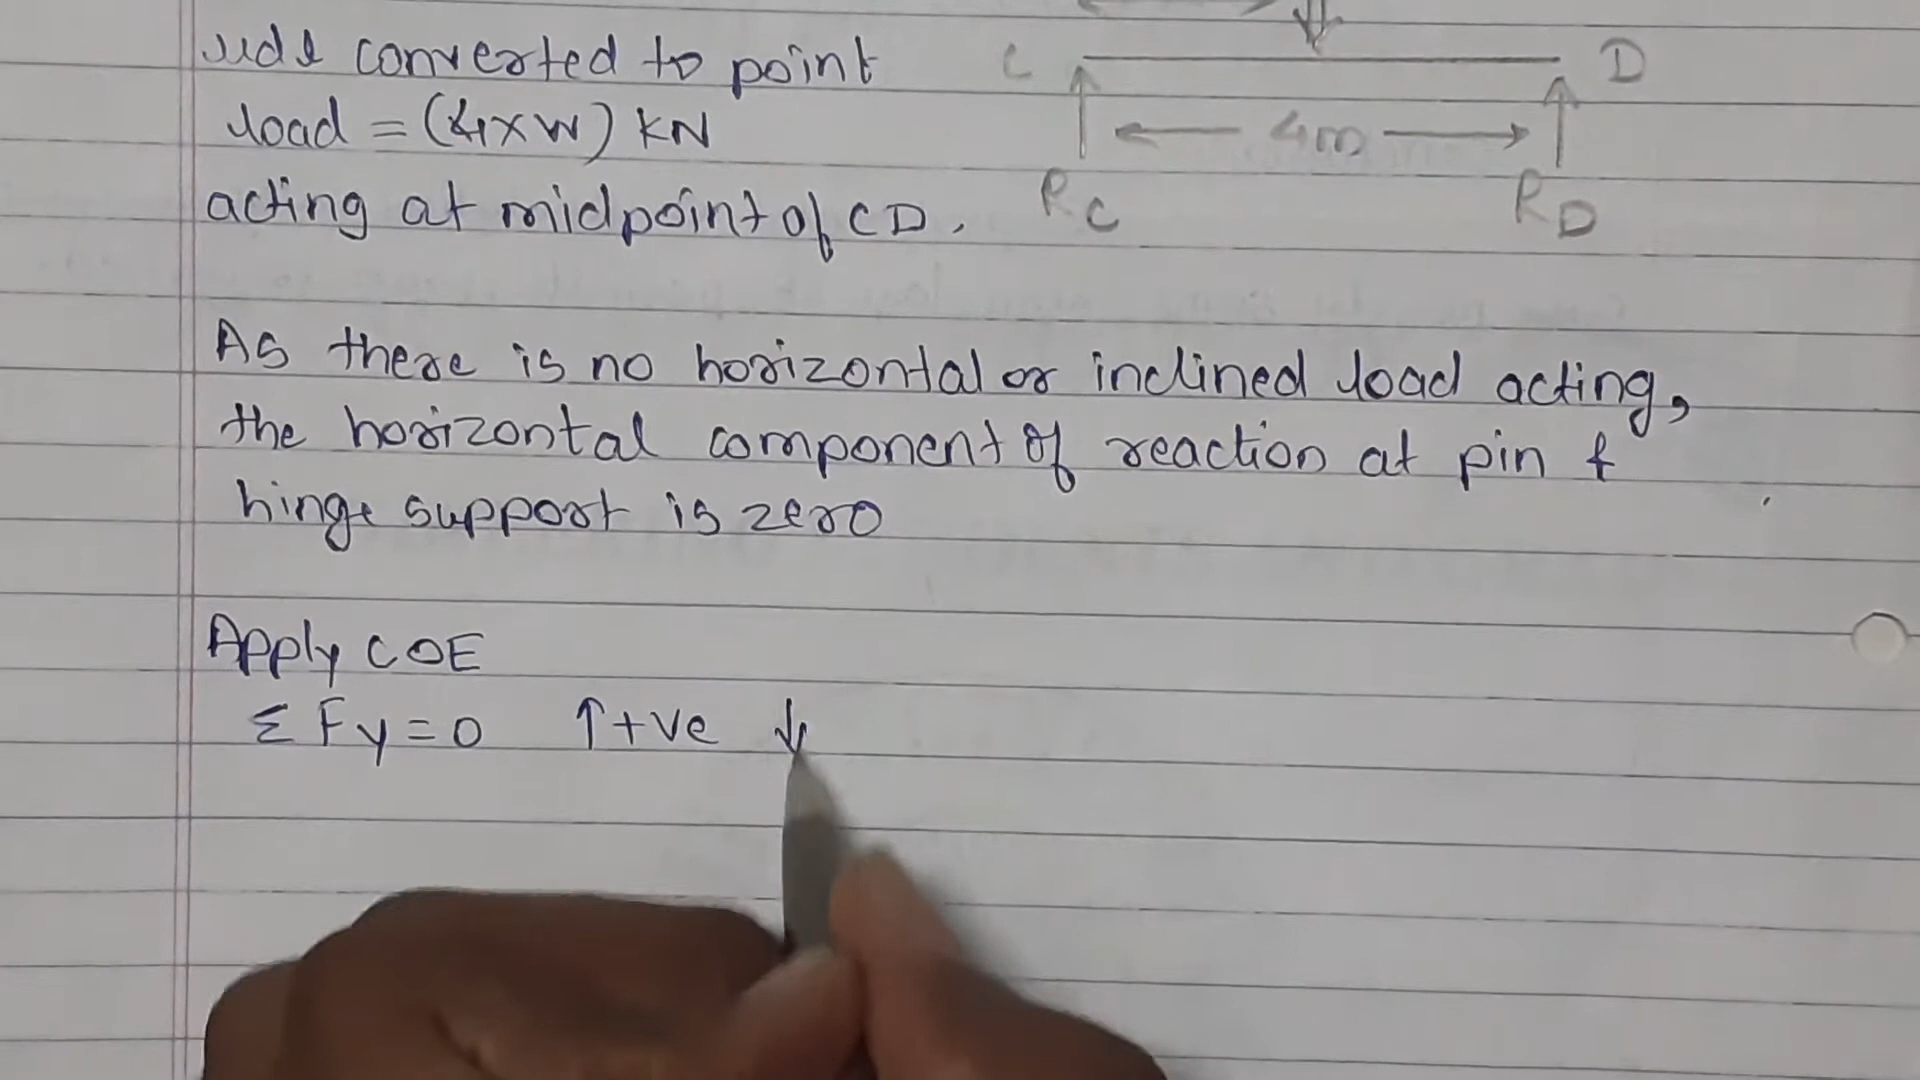 udl converted to point
load = (4×w) KN
acting at midpoint of CD.
C D
4m
RC RD
As there is no horizontal or inclined load acting,
the horizontal component of reaction at pin &
hinge support is zero
Apply COE
ΣFy=0 ↑+ve ↓